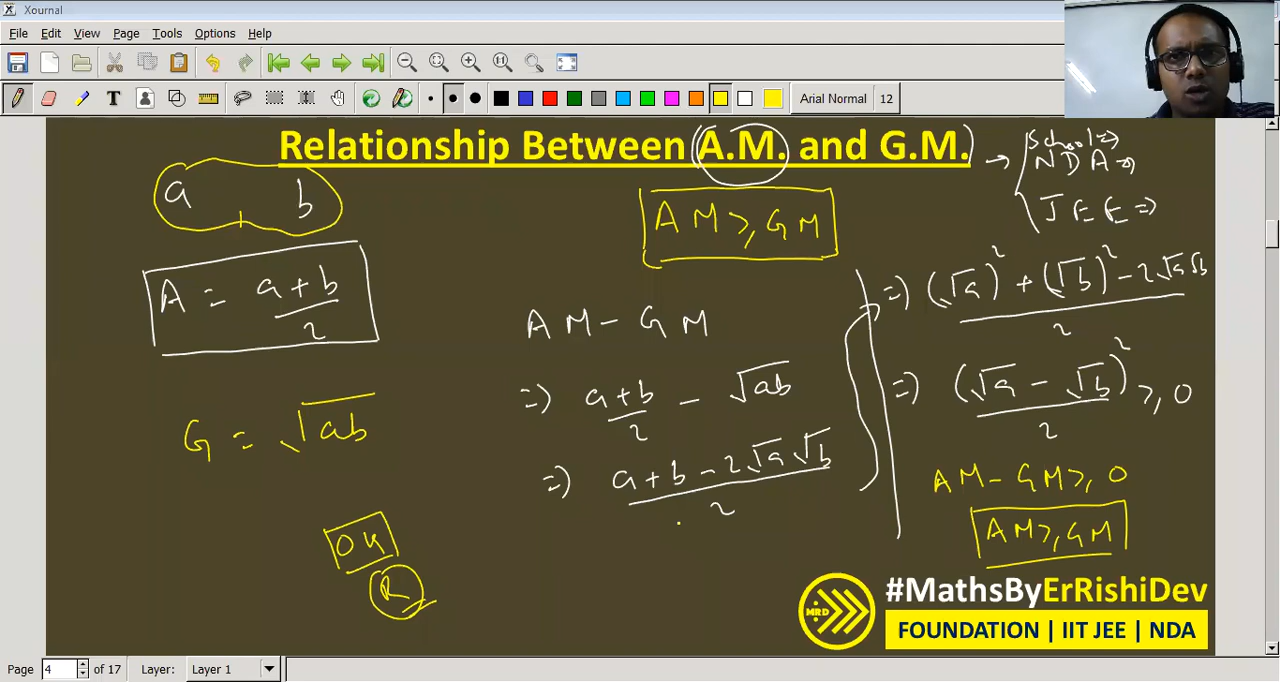 Xournal
File Edit View Page Tools Options Help
Arial Normal 12
Relationship Between (A.M. and G.M.)
→ School ⇒
NDA ⇒
JEE ⇒
a b
AM ≥ GM
A = a+b/2
G = √ab
OK
R
AM - GM
⇒ a+b/2 - √ab
⇒ a+b-2√a√b/2
⇒ (√a)² + (√b)² - 2√a√b/2
⇒ (√a - √b)²/2 ≥ 0
AM - GM ≥ 0
AM ≥ GM
MRD
#MathsByErRishiDev
FOUNDATION | IIT JEE | NDA
Page 4 of 17 Layer: Layer 1